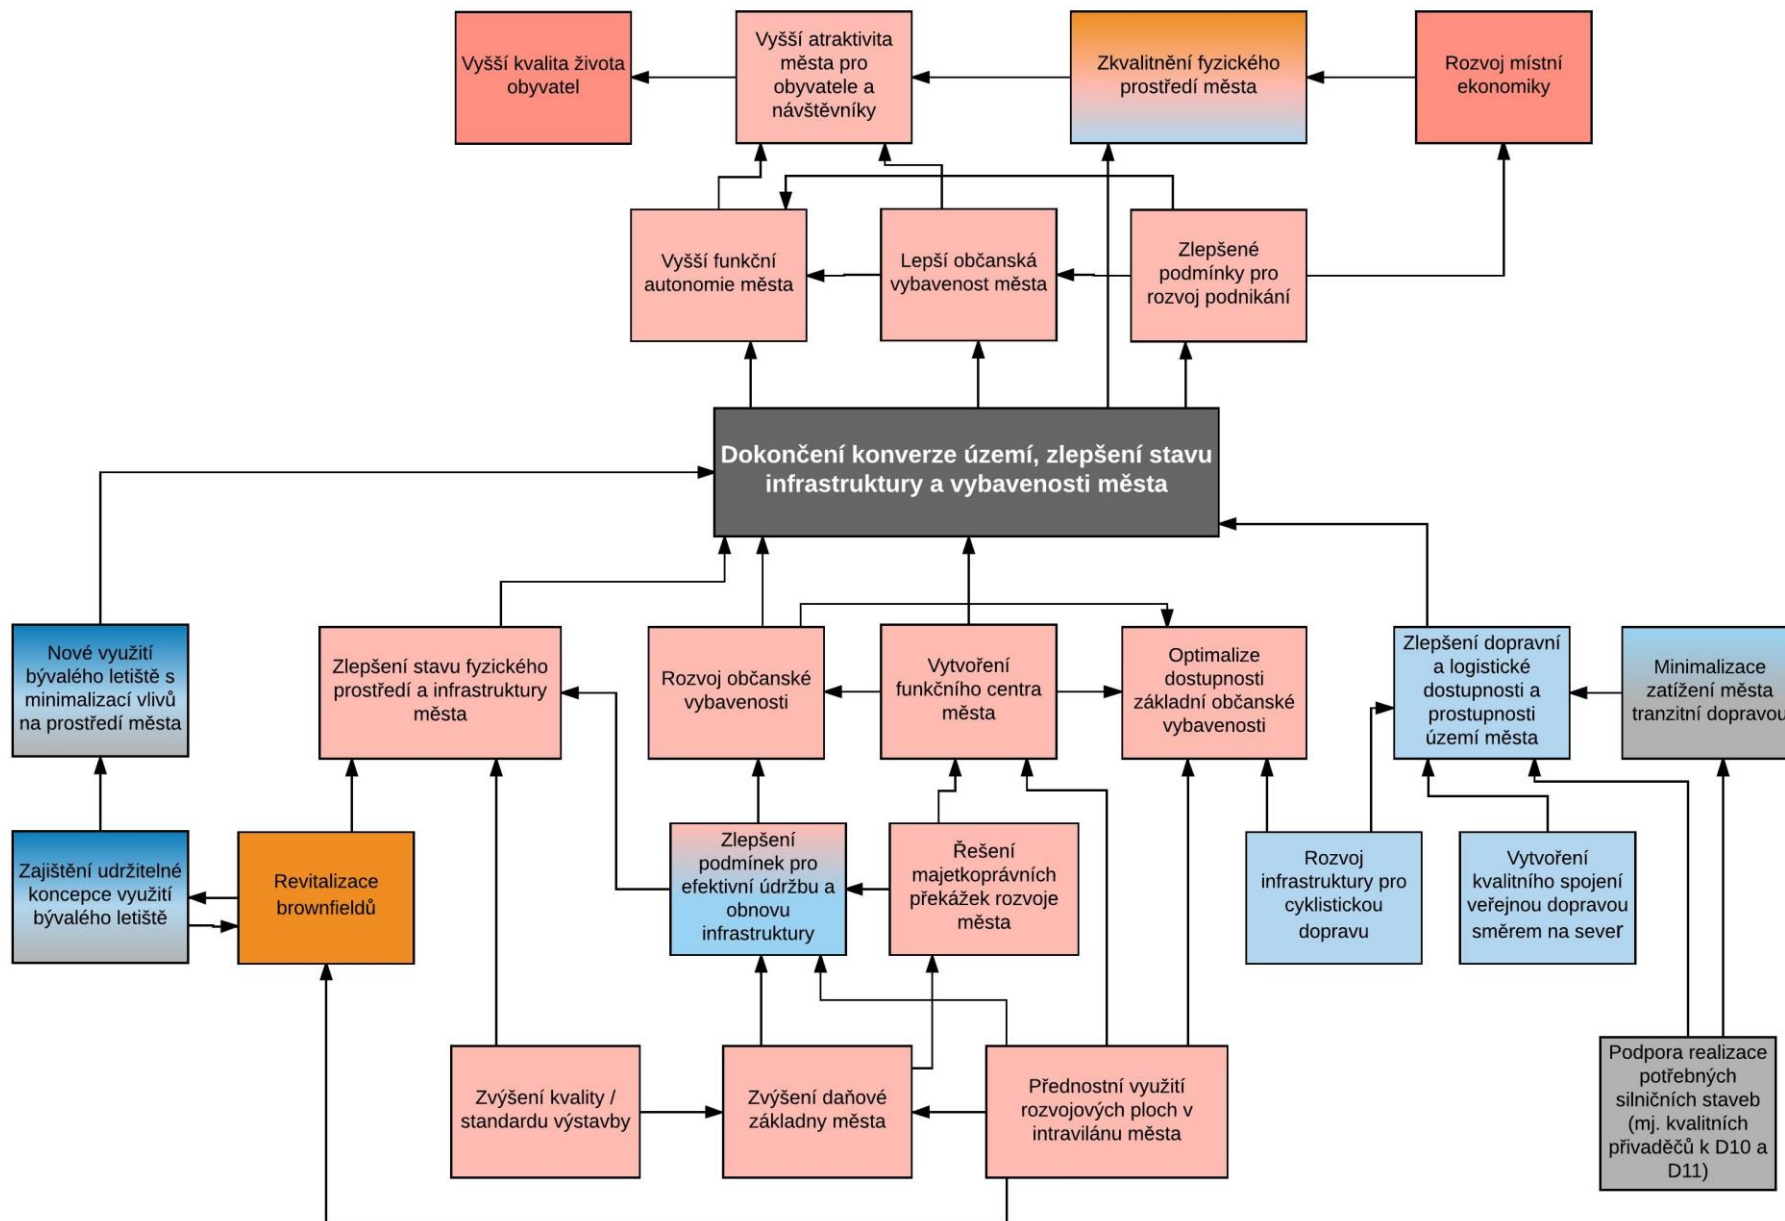 Vyšší kvalita života
obyvatel
Vyšší atraktivita
města pro
obyvatele a
návštěvníky
Zkvalitnění fyzického
prostředí města
Rozvoj místní
ekonomiky
Vyšší funkční
autonomie města
Lepší občanská
vybavenost města
Zlepšené
podmínky pro
rozvoj podnikání
Dokončení konverze území, zlepšení stavu
infrastruktury a vybavenosti města
Nové využití
bývalého letiště s
minimalizací vlivů
na prostředí města
Zlepšení stavu fyzického
prostředí a infrastruktury
města
Rozvoj občanské
vybavenosti
Vytvoření
funkčního centra
města
Optimalize
dostupnosti
základní občanské
vybavenosti
Zlepšení dopravní
a logistické
dostupnosti a
prostupnosti
území města
Minimalizace
zatížení města
tranzitní dopravou
Zajištění udržitelné
koncepce využití
bývalého letiště
Revitalizace
brownfieldů
Zlepšení
podmínek pro
efektivní údržbu a
obnovu
infrastruktury
Řešení
majetkoprávních
překážek rozvoje
města
Rozvoj
infrastruktury pro
cyklistickou
dopravu
Vytvoření
kvalitního spojení
veřejnou dopravou
směrem na sever
Zvýšení kvality /
standardu výstavby
Zvýšení daňové
základny města
Přednostní využití
rozvojových ploch v
intravilánu města
Podpora realizace
potřebných
silničních staveb
(mj. kvalitních
přivaděčů k D10 a
D11)